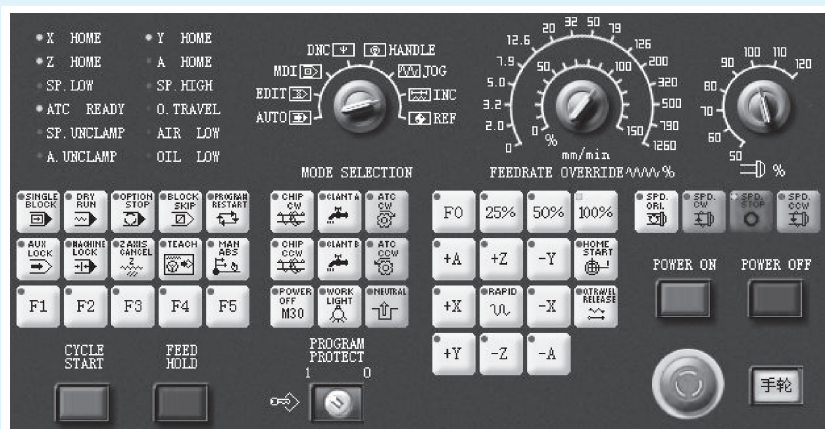 X HOME
Y HOME
Z HOME
A HOME
SP.LOW
SP.HIGH
ATC READY
O.TRAVEL
SP.UNCLAMP
AIR LOW
A.UNCLAMP
OIL LOW
DNC
HANDLE
MDI
JOG
EDIT
INC
AUTO
REF
MODE SELECTION
0
2.0
3.2
5.0
7.9
12.6
20
32
50
79
126
200
320
500
790
1260
0
50
100
150
%
mm/min
FEEDRATE OVERRIDE %
50
60
70
80
90
100
110
120
%
SINGLE BLOCK
DRY RUN
OPTION STOP
BLOCK SKIP
PROGRAM RESTART
AUX LOCK
MACHINE LOCK
Z AXIS CANCEL
TEACH
MAN ABS
F1
F2
F3
F4
F5
CHIP CW
CLANT A
ATC CW
CHIP CCW
CLANT B
ATC CCW
POWER OFF M30
WORK LIGHT
NEUTRAL
F0
25%
50%
100%
+A
+Z
-Y
HOME START
+X
RAPID
-X
O.TRAVEL RELEASE
+Y
-Z
-A
SPD. ORL
SPD. CW
SPD. STOP
SPD. CCW
POWER ON
POWER OFF
CYCLE START
FEED HOLD
PROGRAM PROTECT
1
0
手轮